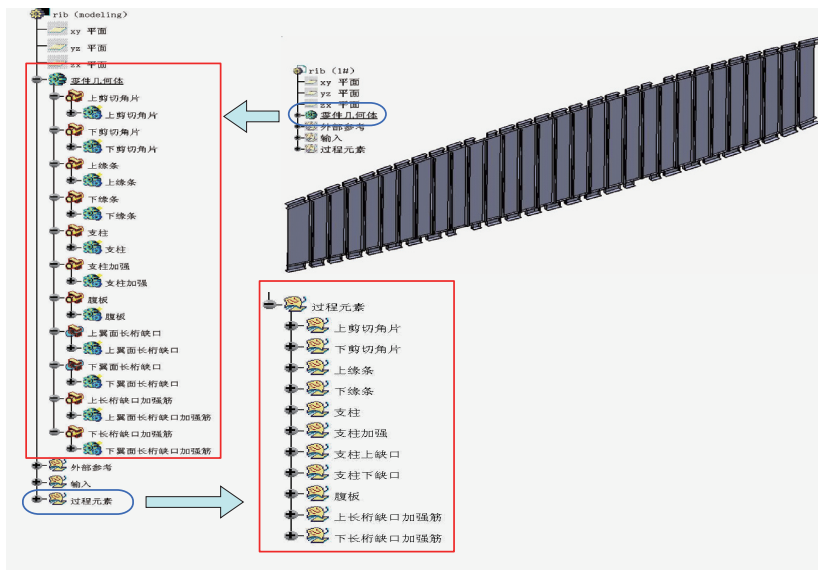 rib (modeling)
xy 平面
yz 平面
zx 平面
零件几何体
上剪切角片
上剪切角片
下剪切角片
下剪切角片
上缘条
上缘条
下缘条
下缘条
支柱
支柱
支柱加强
支柱加强
腹板
腹板
上翼面长桁缺口
上翼面长桁缺口
下翼面长桁缺口
下翼面长桁缺口
上长桁缺口加强筋
上翼面长桁缺口加强筋
下长桁缺口加强筋
下翼面长桁缺口加强筋
外部参考
输入
过程元素
rib (1#)
xy 平面
yz 平面
zx 平面
零件几何体
外部参考
输入
过程元素
过程元素
上剪切角片
下剪切角片
上缘条
下缘条
支柱
支柱加强
支柱上缺口
支柱下缺口
腹板
上长桁缺口加强筋
下长桁缺口加强筋